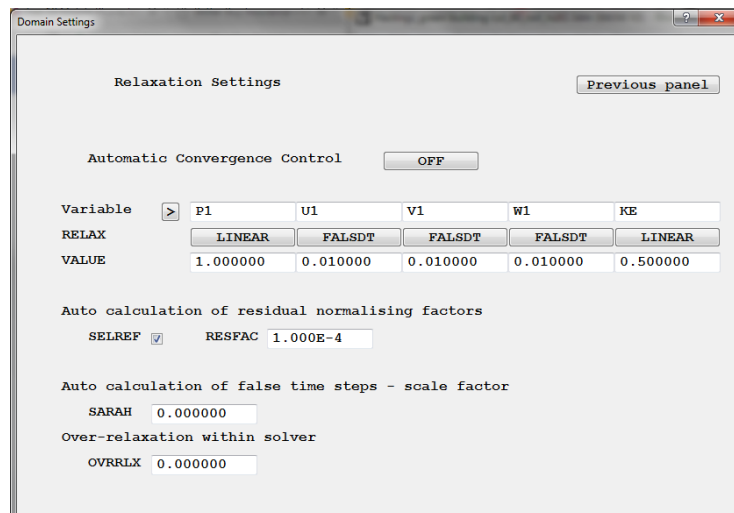 Domain Settings
Relaxation Settings
Previous panel
Automatic Convergence Control OFF
Variable > P1 U1 V1 W1 KE
RELAX LINEAR FALSDT FALSDT FALSDT LINEAR
VALUE 1.000000 0.010000 0.010000 0.010000 0.500000
Auto calculation of residual normalising factors
SELREF RESFAC 1.000E-4
Auto calculation of false time steps - scale factor
SARAH 0.000000
Over-relaxation within solver
OVRRLX 0.000000